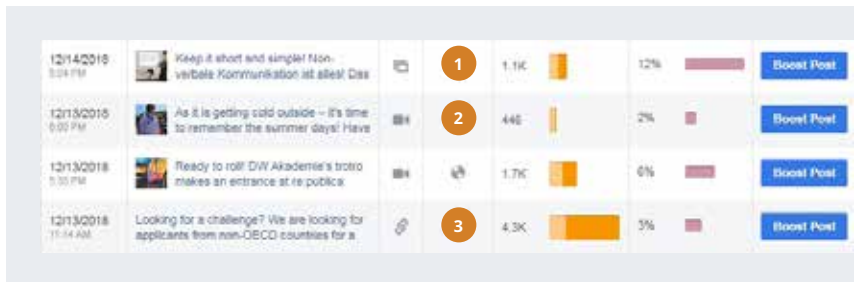 12/14/2018
5:04 PM
Keep it short and simple! Non-
verbale Kommunikation ist alles! Das
1
1.1K
12%
Boost Post
12/13/2018
6:00 PM
As it is getting cold outside – it's time
to remember the summer days! Have
2
446
2%
Boost Post
12/13/2018
5:30 PM
Ready to roll! DW Akademie's trotro
makes an entrance at re publica
1.7K
6%
Boost Post
12/13/2018
11:14 AM
Looking for a challenge? We are looking for
applicants from non-OECD countries for a
3
4.3K
3%
Boost Post